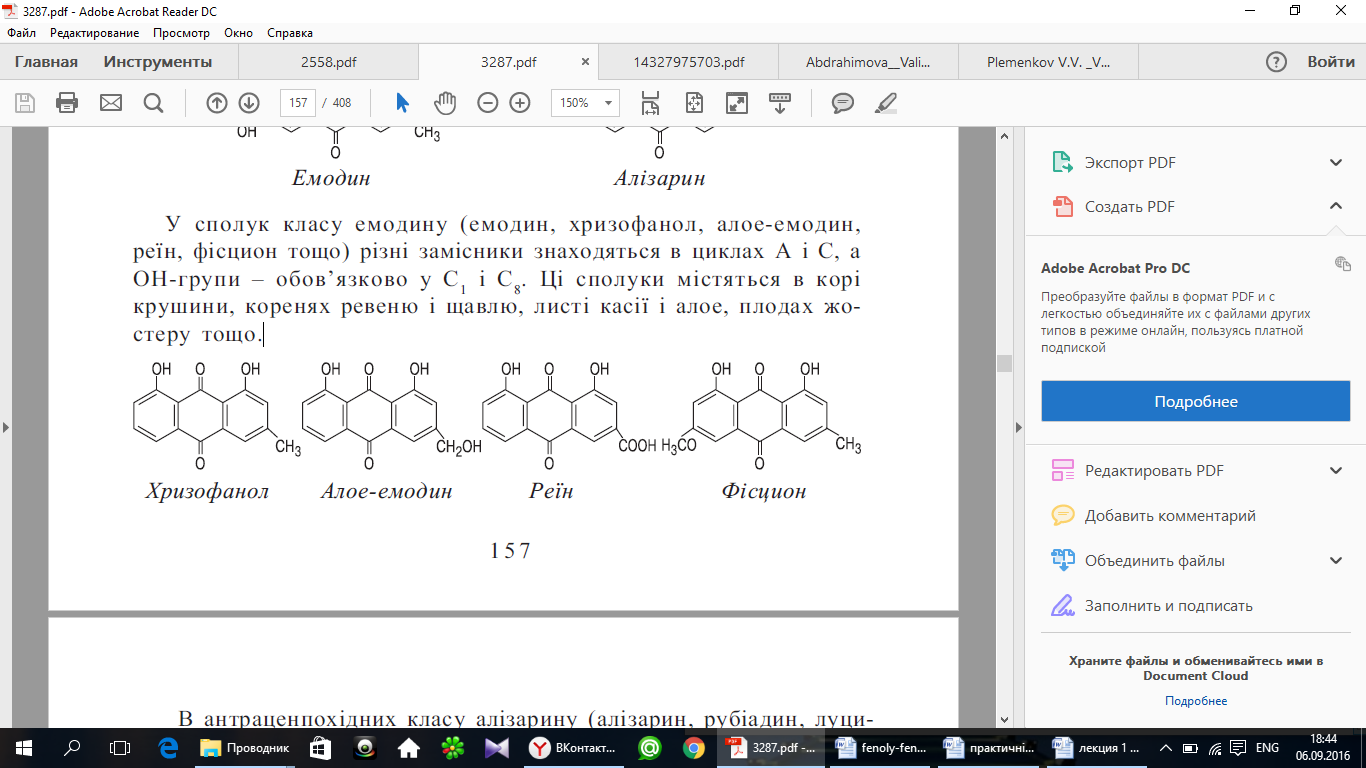 3287.pdf - Adobe Acrobat Reader DC
Файл Редактирование Просмотр Окно Справка
Главная Инструменты 2558.pdf 3287.pdf × 14327975703.pdf Abdrahimova__Vali... Plemenkov V.V. _V... Войти
157 / 408 150%
OH O CH₃ O
Емодин Алізарин
У сполук класу емодину (емодин, хризофанол, алое-емодин,
реїн, фісцион тощо) різні замісники знаходяться в циклах А і С, а
ОН-групи – обов’язково у С₁ і С₈. Ці сполуки містяться в корі
крушини, коренях ревеню і щавлю, листі касії і алое, плодах жо-
стеру тощо.
OH O OH OH O OH OH O OH OH O OH
CH₃ CH₂OH COOH H₃CO CH₃
O O O O
Хризофанол Алое-емодин Реїн Фісцион
157
В антраценпохідних класу алізарину (алізарин, рубіадин, луци-
Экспорт PDF
Создать PDF
Adobe Acrobat Pro DC
Преобразуйте файлы в формат PDF и с
легкостью объединяйте их с файлами других
типов в режиме онлайн, пользуясь платной
подпиской
Подробнее
Редактировать PDF
Добавить комментарий
Объединить файлы
Заполнить и подписать
Храните файлы и обменивайтесь ими в
Document Cloud
Подробнее
Проводник ВКонтакт... 3287.pdf -... fenoly-fen... практичні... лекция 1 ... ENG 18:44
06.09.2016